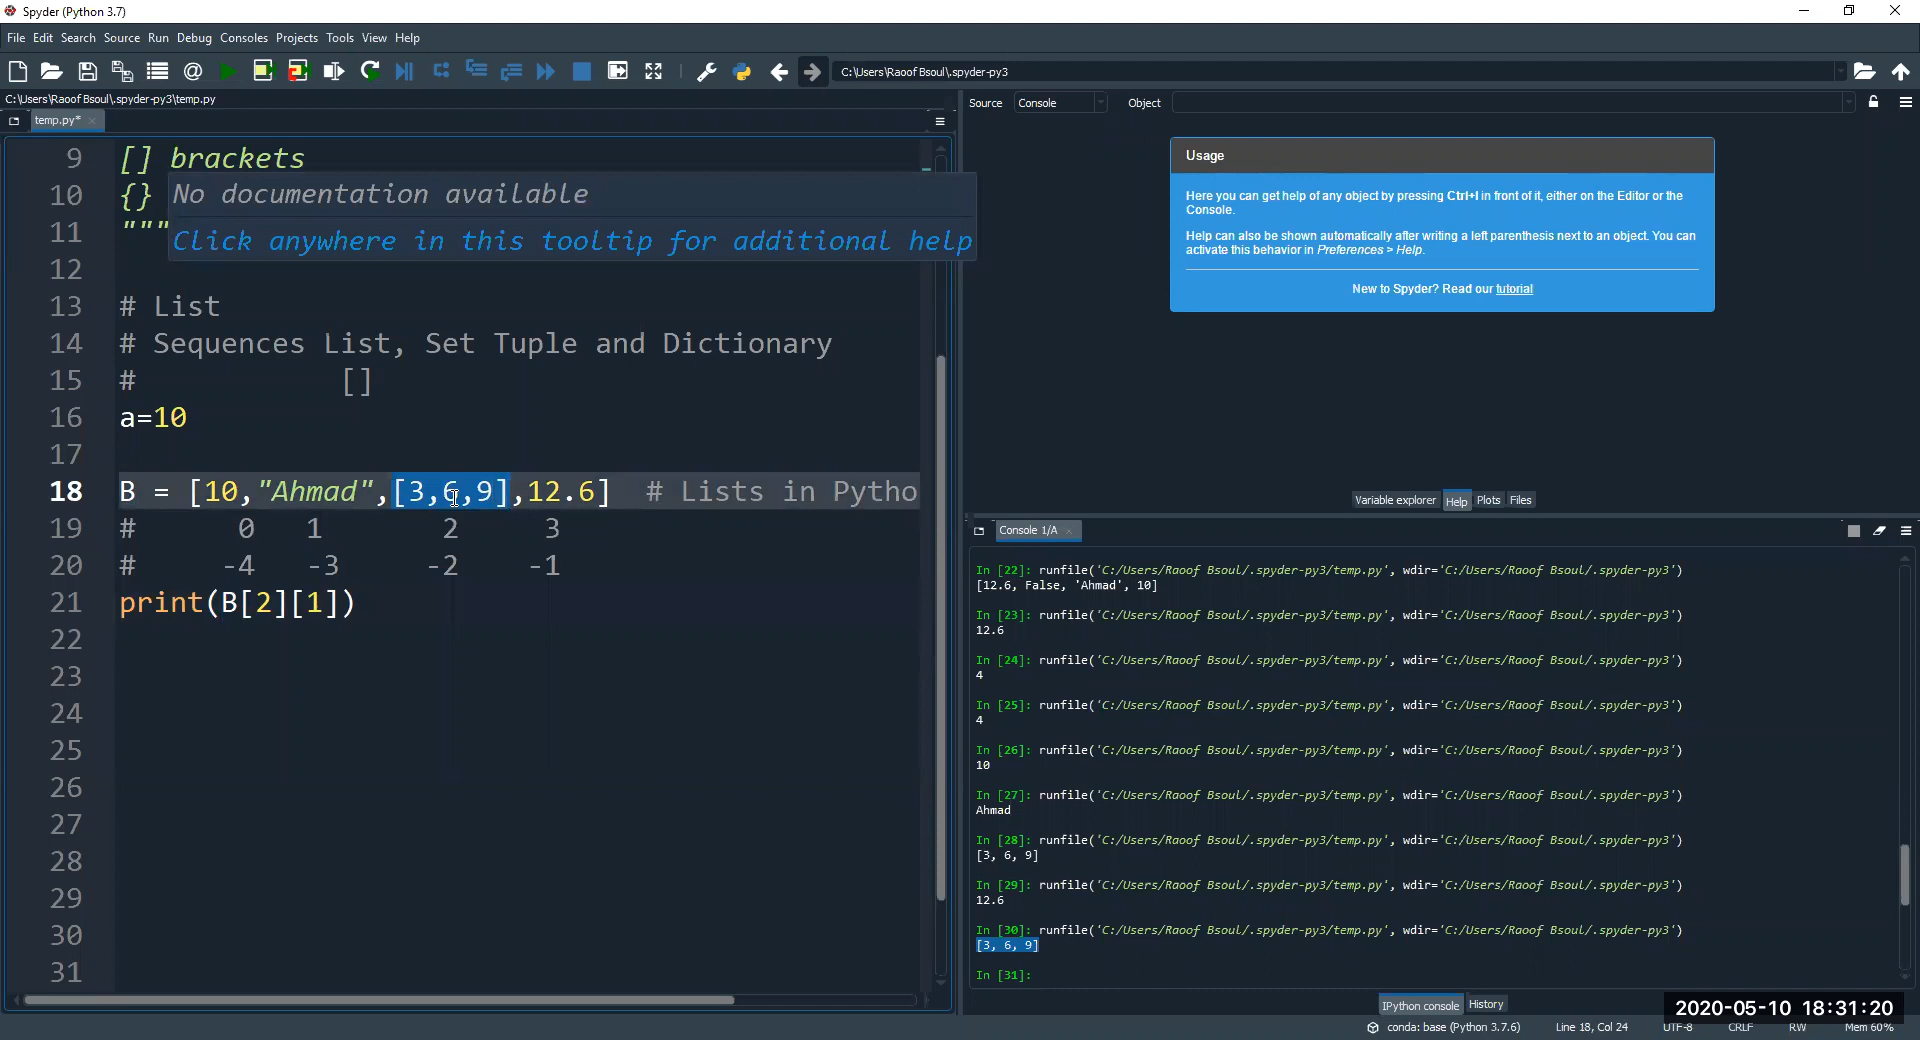 Spyder (Python 3.7)
File Edit Search Source Run Debug Consoles Projects Tools View Help
C:\Users\Raoof Bsoul\.spyder-py3
C:\Users\Raoof Bsoul\.spyder-py3\temp.py
temp.py*
9 [] brackets
10 {}
11 """
12
13 # List
14 # Sequences List, Set Tuple and Dictionary
15 # []
16 a=10
17
18 B = [10,"Ahmad",[3,6,9],12.6] # Lists in Pytho
19 # 0 1 2 3
20 # -4 -3 -2 -1
21 print(B[2][1])
22
23
24
25
26
27
28
29
30
31
No documentation available
Click anywhere in this tooltip for additional help
Source Console Object
Usage
Here you can get help of any object by pressing Ctrl+I in front of it, either on the Editor or the
Console.
Help can also be shown automatically after writing a left parenthesis next to an object. You can
activate this behavior in Preferences > Help.
New to Spyder? Read our tutorial
Variable explorer Help Plots Files
Console 1/A
In [22]: runfile('C:/Users/Raoof Bsoul/.spyder-py3/temp.py', wdir='C:/Users/Raoof Bsoul/.spyder-py3')
[12.6, False, 'Ahmad', 10]
In [23]: runfile('C:/Users/Raoof Bsoul/.spyder-py3/temp.py', wdir='C:/Users/Raoof Bsoul/.spyder-py3')
12.6
In [24]: runfile('C:/Users/Raoof Bsoul/.spyder-py3/temp.py', wdir='C:/Users/Raoof Bsoul/.spyder-py3')
4
In [25]: runfile('C:/Users/Raoof Bsoul/.spyder-py3/temp.py', wdir='C:/Users/Raoof Bsoul/.spyder-py3')
4
In [26]: runfile('C:/Users/Raoof Bsoul/.spyder-py3/temp.py', wdir='C:/Users/Raoof Bsoul/.spyder-py3')
10
In [27]: runfile('C:/Users/Raoof Bsoul/.spyder-py3/temp.py', wdir='C:/Users/Raoof Bsoul/.spyder-py3')
Ahmad
In [28]: runfile('C:/Users/Raoof Bsoul/.spyder-py3/temp.py', wdir='C:/Users/Raoof Bsoul/.spyder-py3')
[3, 6, 9]
In [29]: runfile('C:/Users/Raoof Bsoul/.spyder-py3/temp.py', wdir='C:/Users/Raoof Bsoul/.spyder-py3')
12.6
In [30]: runfile('C:/Users/Raoof Bsoul/.spyder-py3/temp.py', wdir='C:/Users/Raoof Bsoul/.spyder-py3')
[3, 6, 9]
In [31]:
IPython console History
2020-05-10 18:31:20
conda: base (Python 3.7.6) Line 18, Col 24 UTF-8 CRLF RW Mem 60%